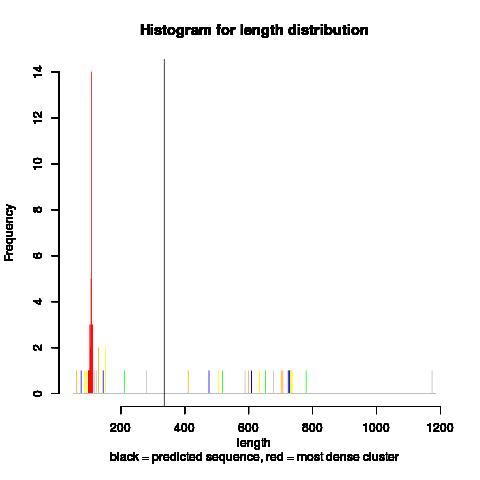 Histogram for length distribution
Frequency
14
12
10
8
6
4
2
0
200 400 600 800 1000 1200
length
black = predicted sequence, red = most dense cluster